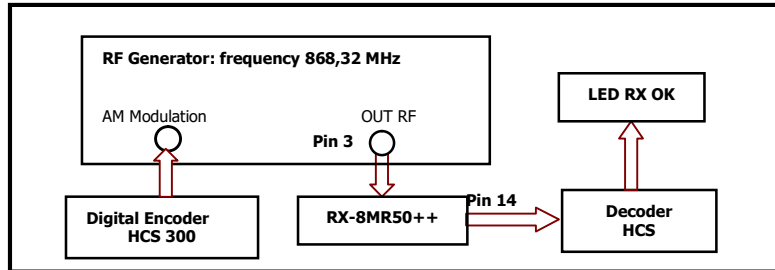 RF Generator: frequency 868,32 MHz
AM Modulation
OUT RF
Pin 3
LED RX OK
Digital Encoder
HCS 300
RX-8MR50++
Pin 14
Decoder
HCS